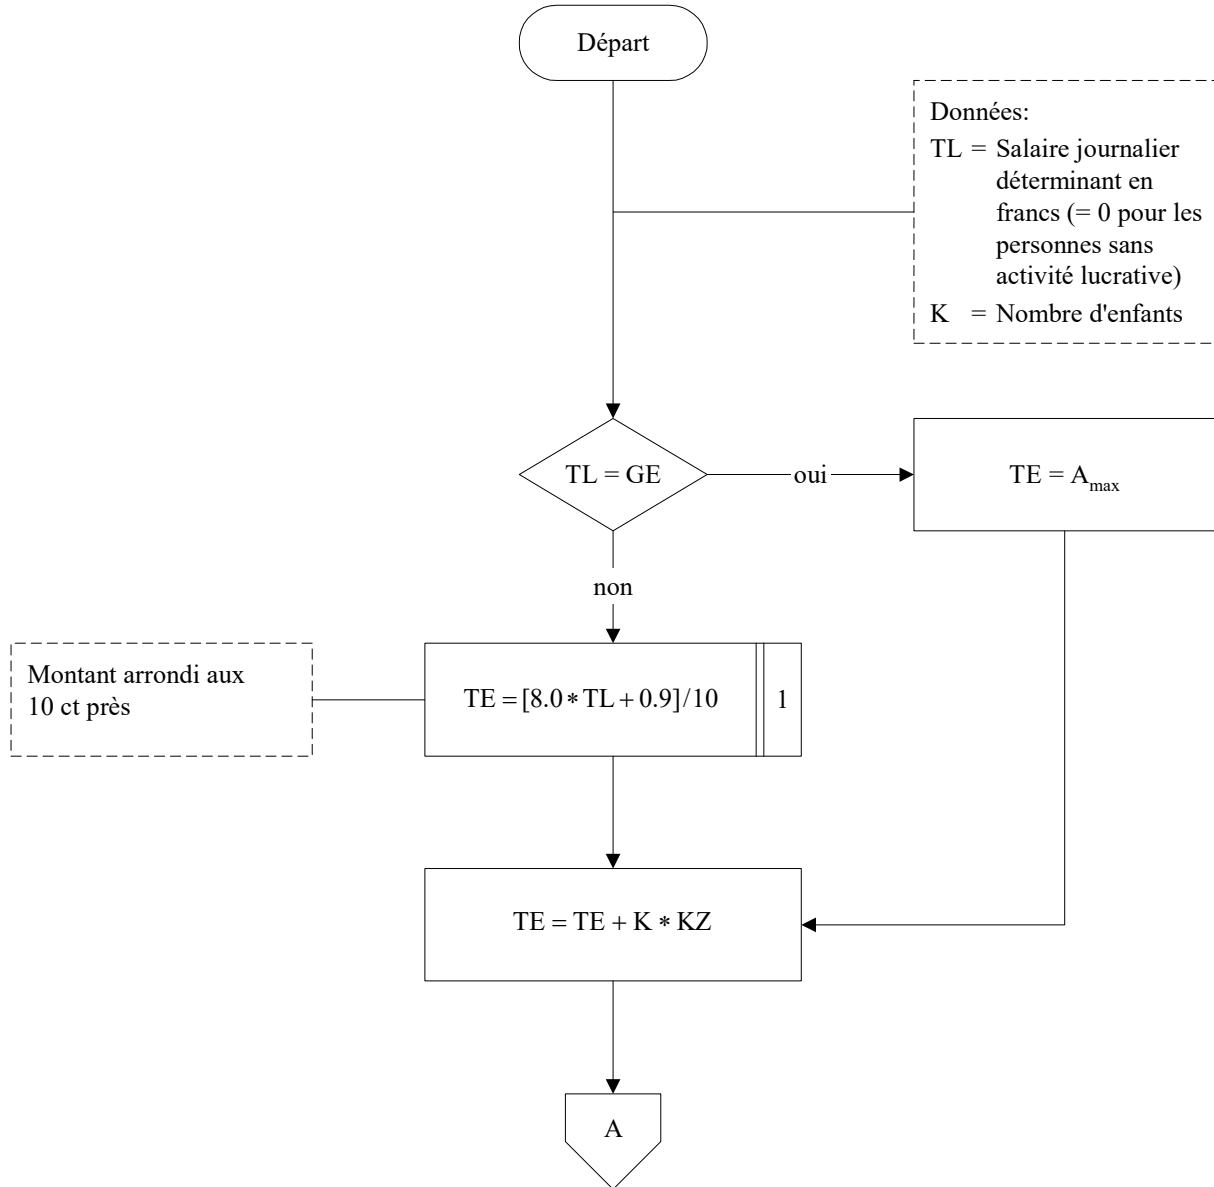 Départ
Données:
TL = Salaire journalier
déterminant en
francs (= 0 pour les
personnes sans
activité lucrative)
K = Nombre d'enfants
TL = GE
oui
TE = Amax
non
Montant arrondi aux
10 ct près
TE = [8.0 * TL + 0.9]/10
1
TE = TE + K * KZ
A